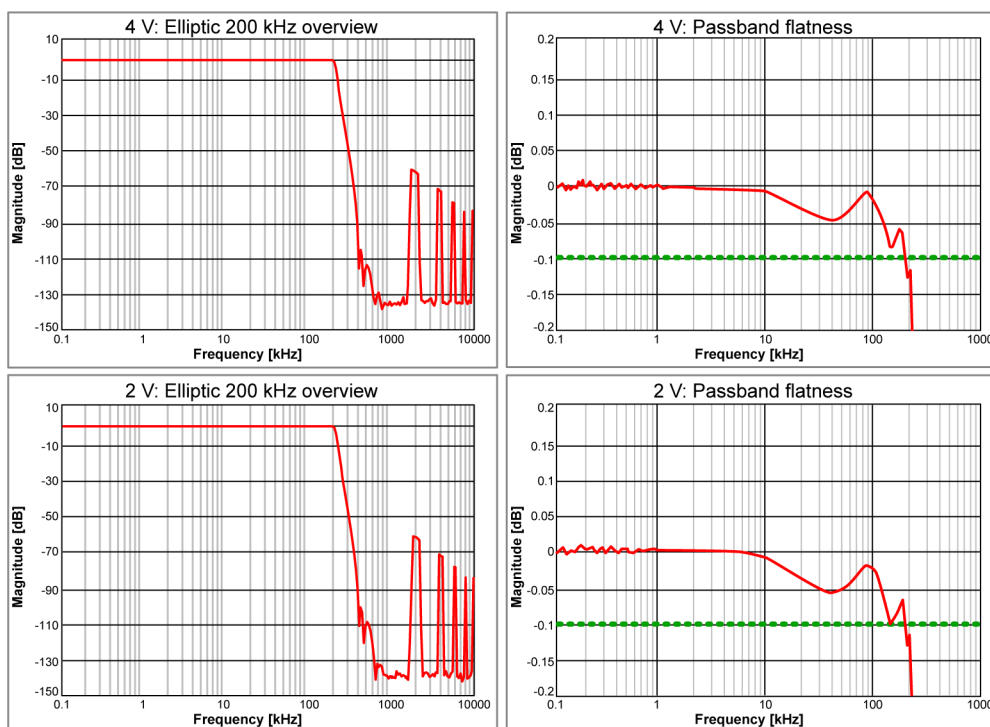 4 V: Elliptic 200 kHz overview
Magnitude [dB]
10
-10
-30
-50
-70
-90
-110
-130
-150
0.1 1 10 100 1000 10000
Frequency [kHz]
4 V: Passband flatness
Magnitude [dB]
0.2
0.15
0.1
0.05
0
-0.05
-0.1
-0.15
-0.2
0.1 1 10 100 1000
Frequency [kHz]
2 V: Elliptic 200 kHz overview
Magnitude [dB]
10
-10
-30
-50
-70
-90
-110
-130
-150
0.1 1 10 100 1000 10000
Frequency [kHz]
2 V: Passband flatness
Magnitude [dB]
0.2
0.15
0.1
0.05
0
-0.05
-0.1
-0.15
-0.2
0.1 1 10 100 1000
Frequency [kHz]